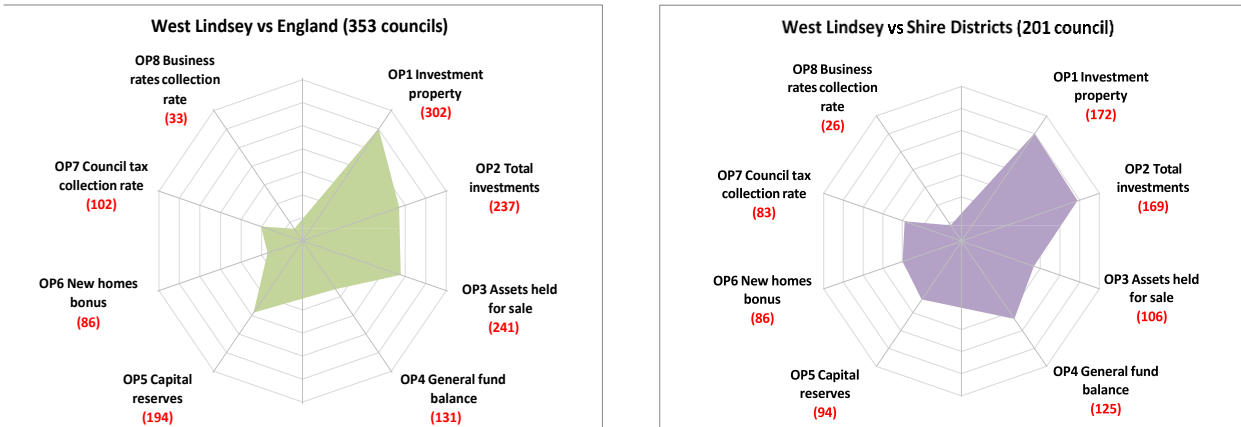 West Lindsey vs England (353 councils)
OP8 Business
rates collection
rate
(33)
OP1 Investment
property
(302)
OP7 Council tax
collection rate
(102)
OP2 Total
investments
(237)
OP6 New homes
bonus
(86)
OP3 Assets held
for sale
(241)
OP5 Capital
reserves
(194)
OP4 General fund
balance
(131)
West Lindsey vs Shire Districts (201 council)
OP8 Business
rates collection
rate
(26)
OP1 Investment
property
(172)
OP7 Council tax
collection rate
(83)
OP2 Total
investments
(169)
OP6 New homes
bonus
(86)
OP3 Assets held
for sale
(106)
OP5 Capital
reserves
(94)
OP4 General fund
balance
(125)